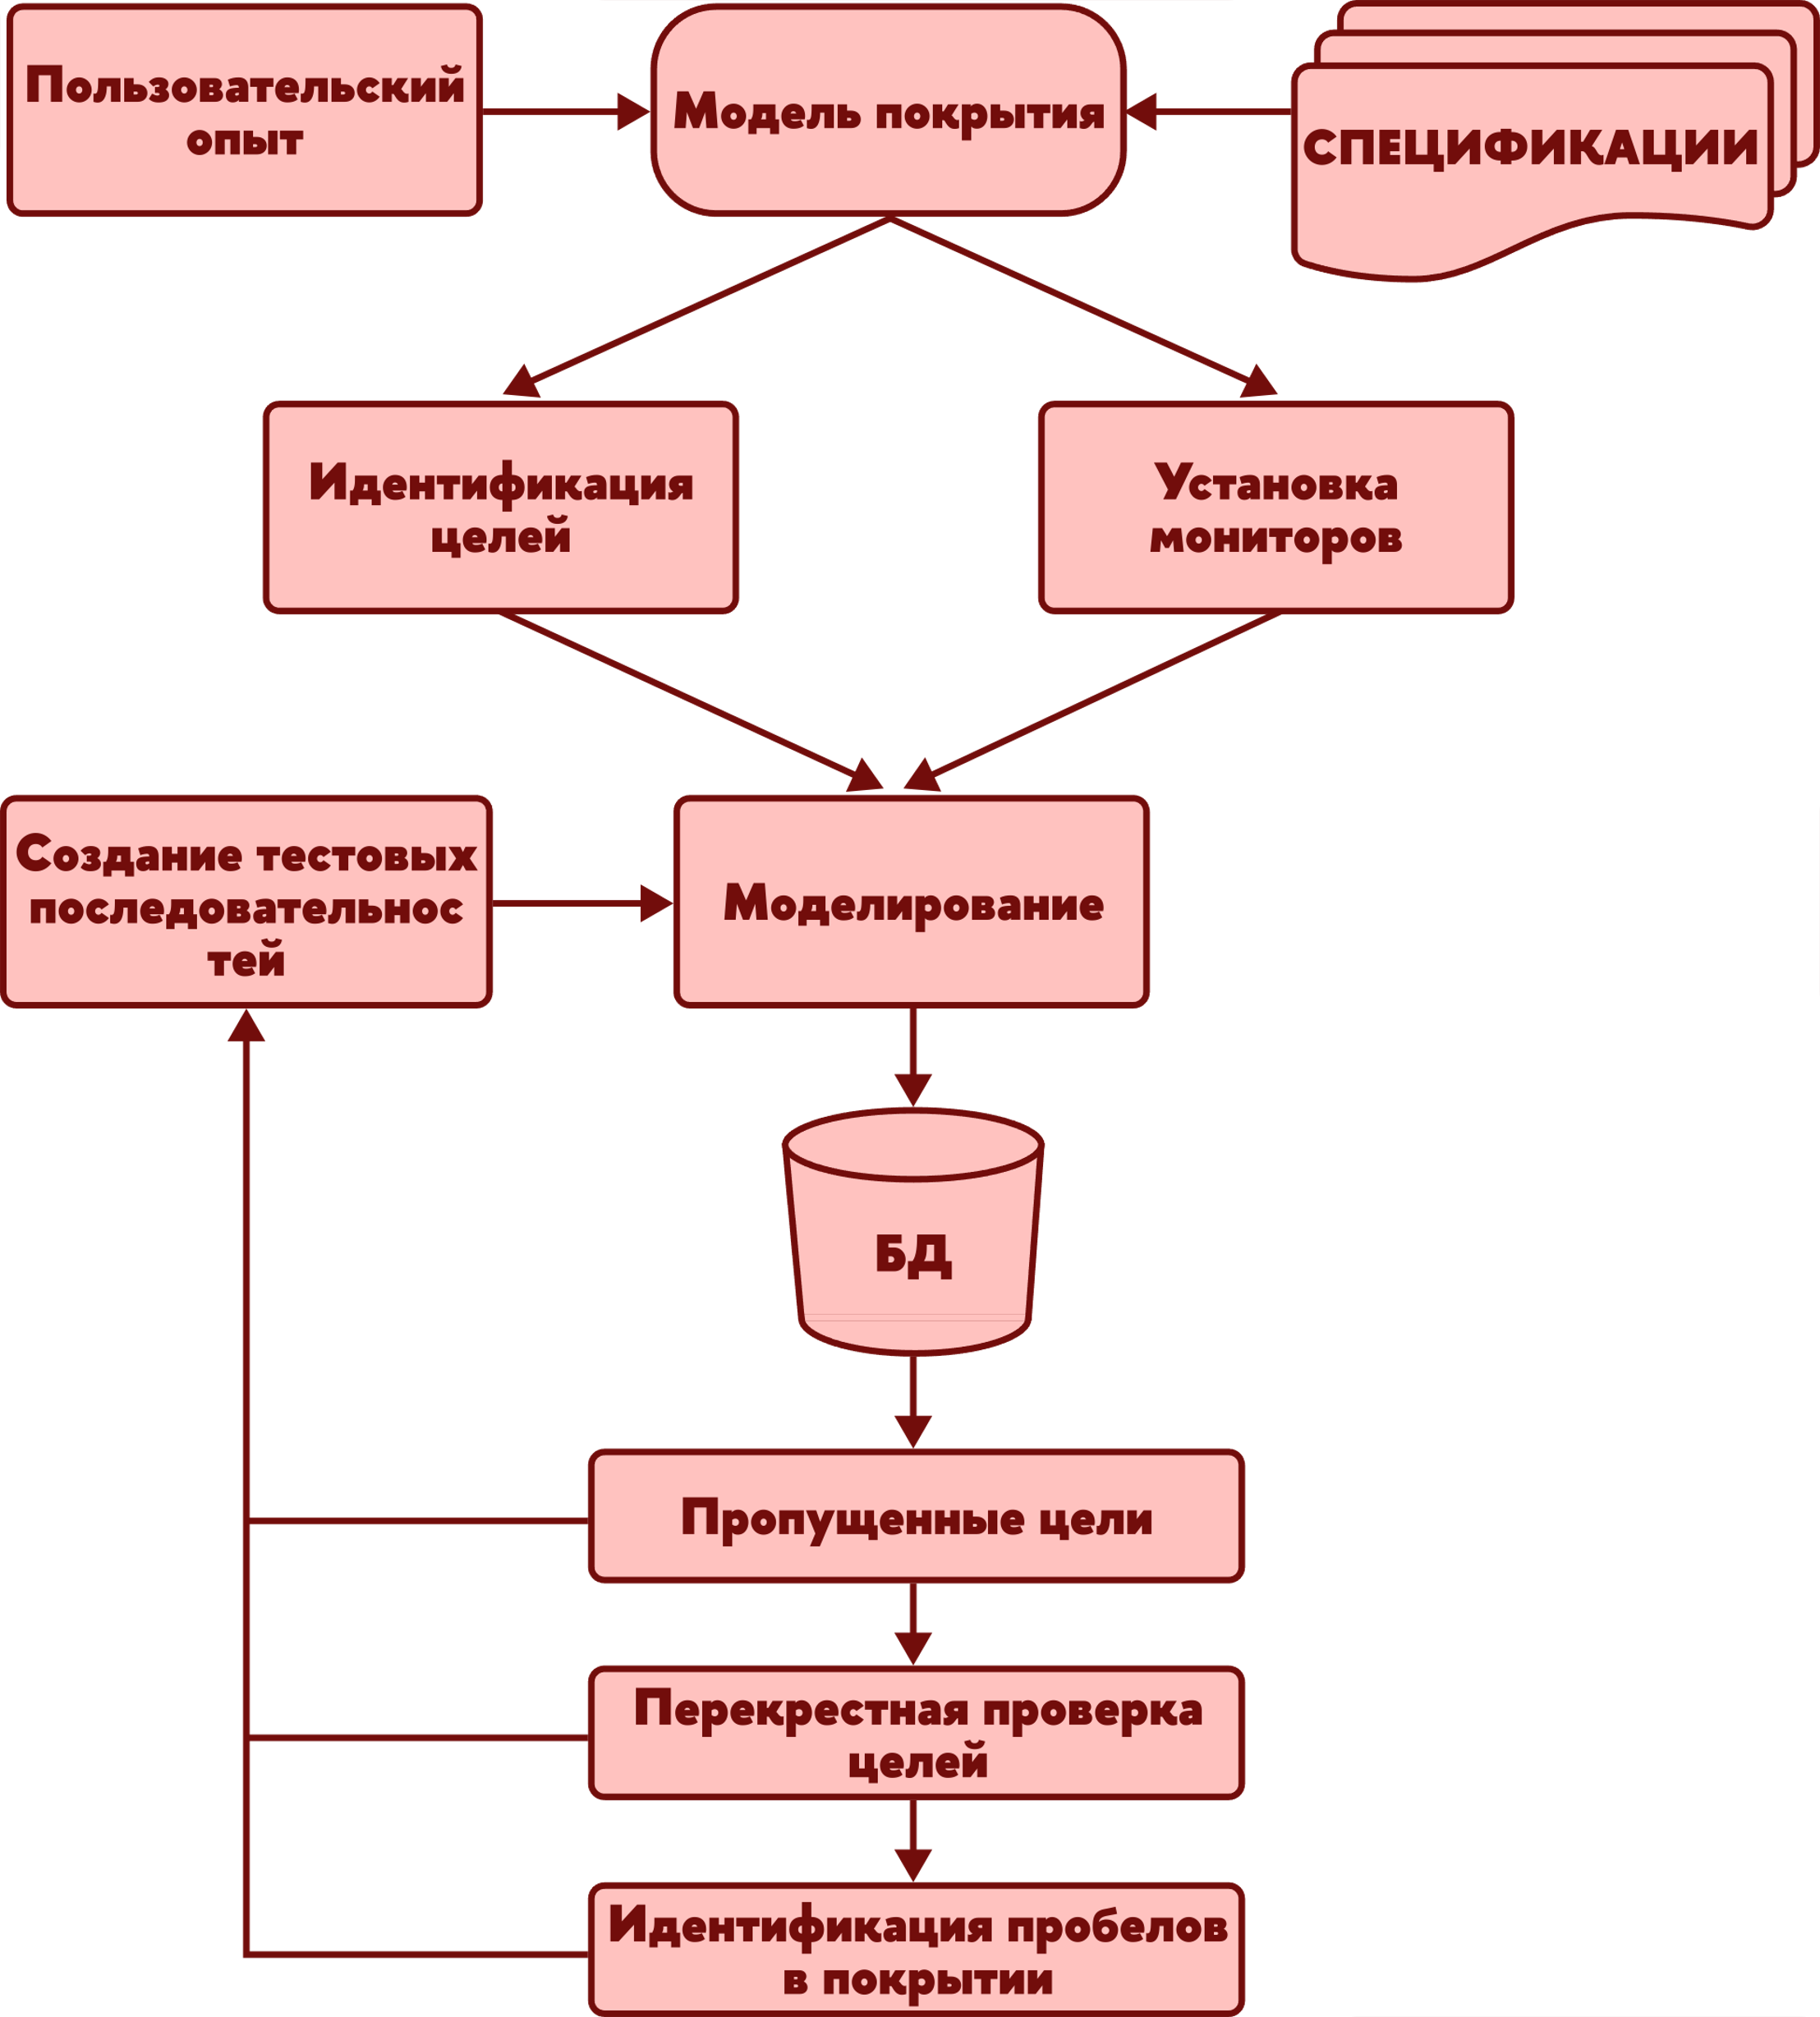 Пользовательский
опыт
Модель покрытия
СПЕЦИФИКАЦИИ
Идентификация
целей
Установка
мониторов
Создание тестовых
последовательнос
тей
Моделирование
БД
Пропущенные цели
Перекрестная проверка
целей
Идентификация пробелов
в покрытии